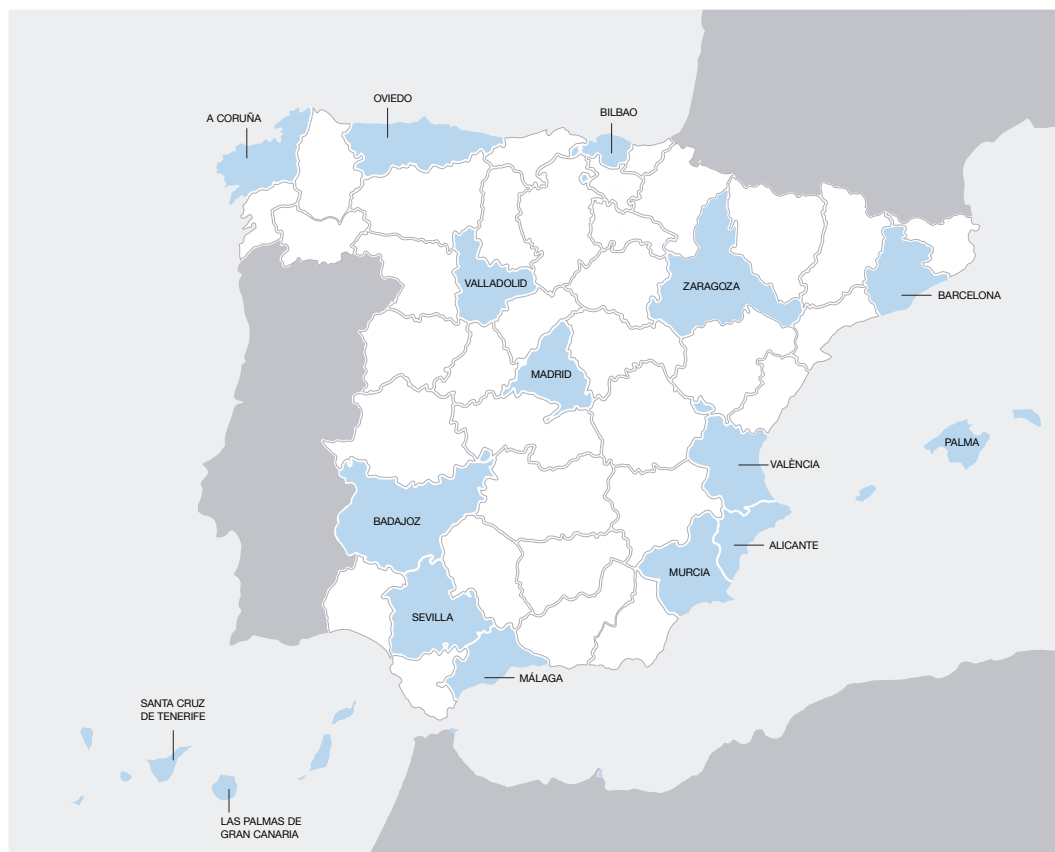 OVIEDO
A CORUÑA
BILBAO
VALLADOLID
ZARAGOZA
BARCELONA
MADRID
PALMA
VALÈNCIA
BADAJOZ
ALICANTE
MURCIA
SEVILLA
MÁLAGA
SANTA CRUZ
DE TENERIFE
LAS PALMAS DE
GRAN CANARIA